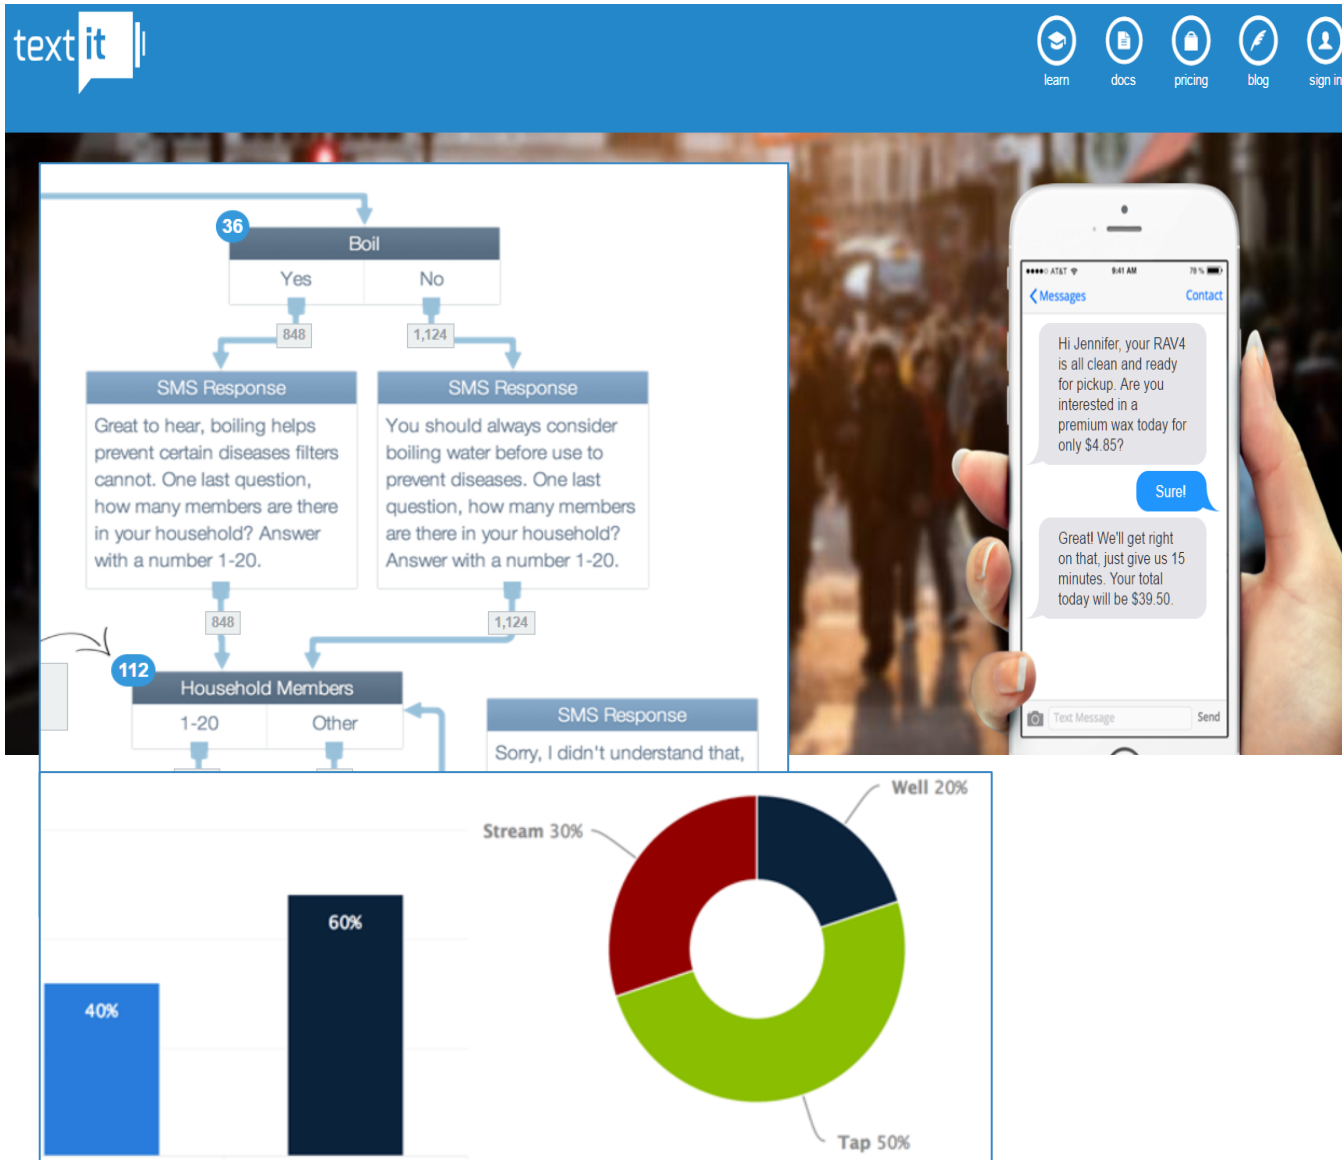 text it
learn
docs
pricing
blog
sign in
36
Boil
Yes
No
848
1,124
SMS Response
Great to hear, boiling helps
prevent certain diseases filters
cannot. One last question,
how many members are there
in your household? Answer
with a number 1-20.
SMS Response
You should always consider
boiling water before use to
prevent diseases. One last
question, how many members
are there in your household?
Answer with a number 1-20.
848
1,124
112
Household Members
1-20
Other
SMS Response
Sorry, I didn't understand that,
AT&T
9:41 AM
78 %
Messages
Contact
Hi Jennifer, your RAV4
is all clean and ready
for pickup. Are you
interested in a
premium wax today for
only $4.85?
Sure!
Great! We'll get right
on that, just give us 15
minutes. Your total
today will be $39.50.
Text Message
Send
40%
60%
Well 20%
Stream 30%
Tap 50%